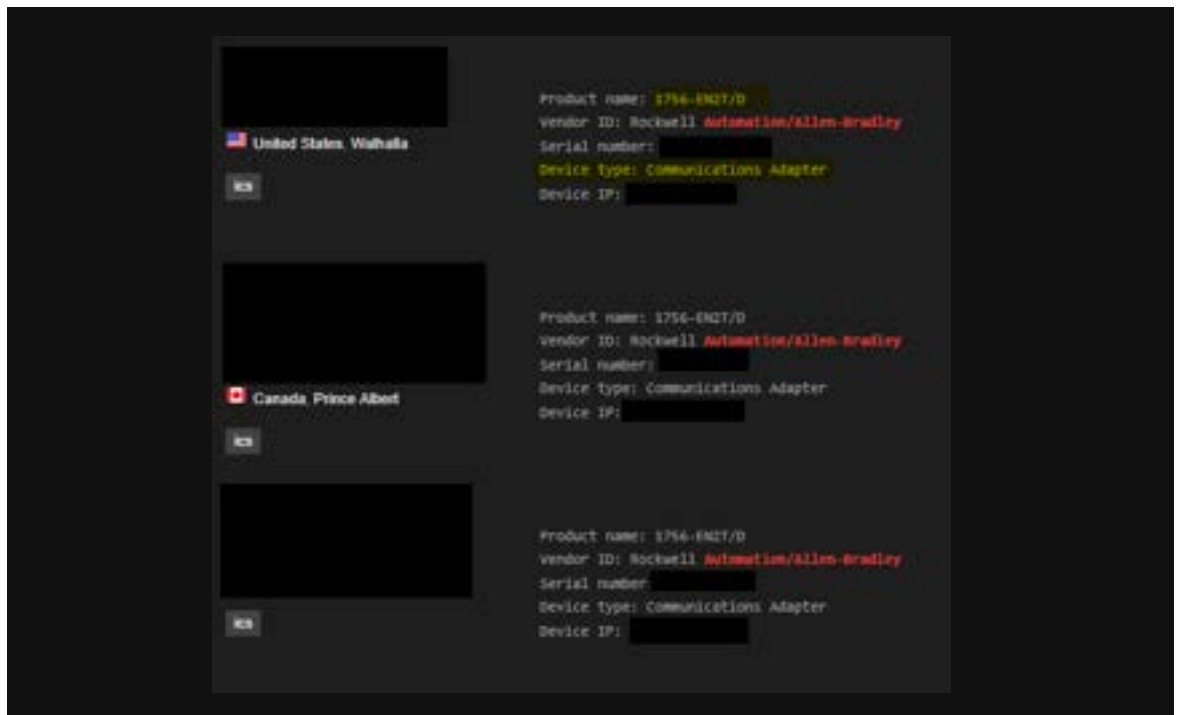 Product name: 1756-EN2T/D
Vendor ID: Rockwell Automation/Allen-Bradley
United States, Walhalla
Serial number:
Device type: Communications Adapter
ics
Device IP:
Product name: 1756-EN2T/D
Vendor ID: Rockwell Automation/Allen-Bradley
Serial number:
Canada, Prince Albert
Device type: Communications Adapter
Device IP:
ics
Product name: 1756-EN2T/D
Vendor ID: Rockwell Automation/Allen-Bradley
Serial number
Device type: Communications Adapter
ics
Device IP: